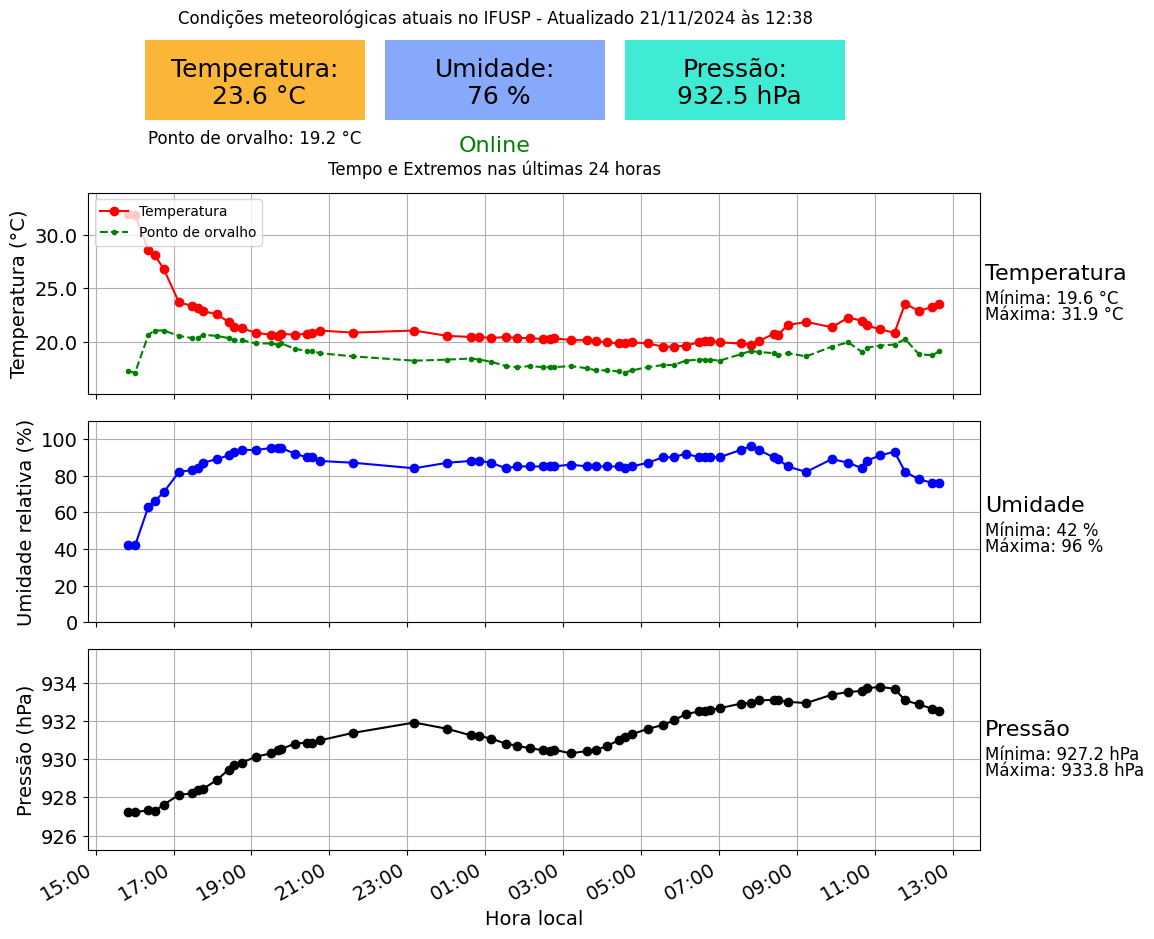 Condições meteorológicas atuais no IFUSP - Atualizado 21/11/2024 às 12:38
Temperatura:
23.6 °C
Umidade:
76 %
Pressão:
932.5 hPa
Ponto de orvalho: 19.2 °C
Online
Tempo e Extremos nas últimas 24 horas
Temperatura (°C)
30.0
25.0
20.0
Temperatura
Ponto de orvalho
Temperatura
Mínima: 19.6 °C
Máxima: 31.9 °C
Umidade relativa (%)
100
80
60
40
20
0
Umidade
Mínima: 42 %
Máxima: 96 %
Pressão (hPa)
934
932
930
928
926
Pressão
Mínima: 927.2 hPa
Máxima: 933.8 hPa
15:00 17:00 19:00 21:00 23:00 01:00 03:00 05:00 07:00 09:00 11:00 13:00
Hora local